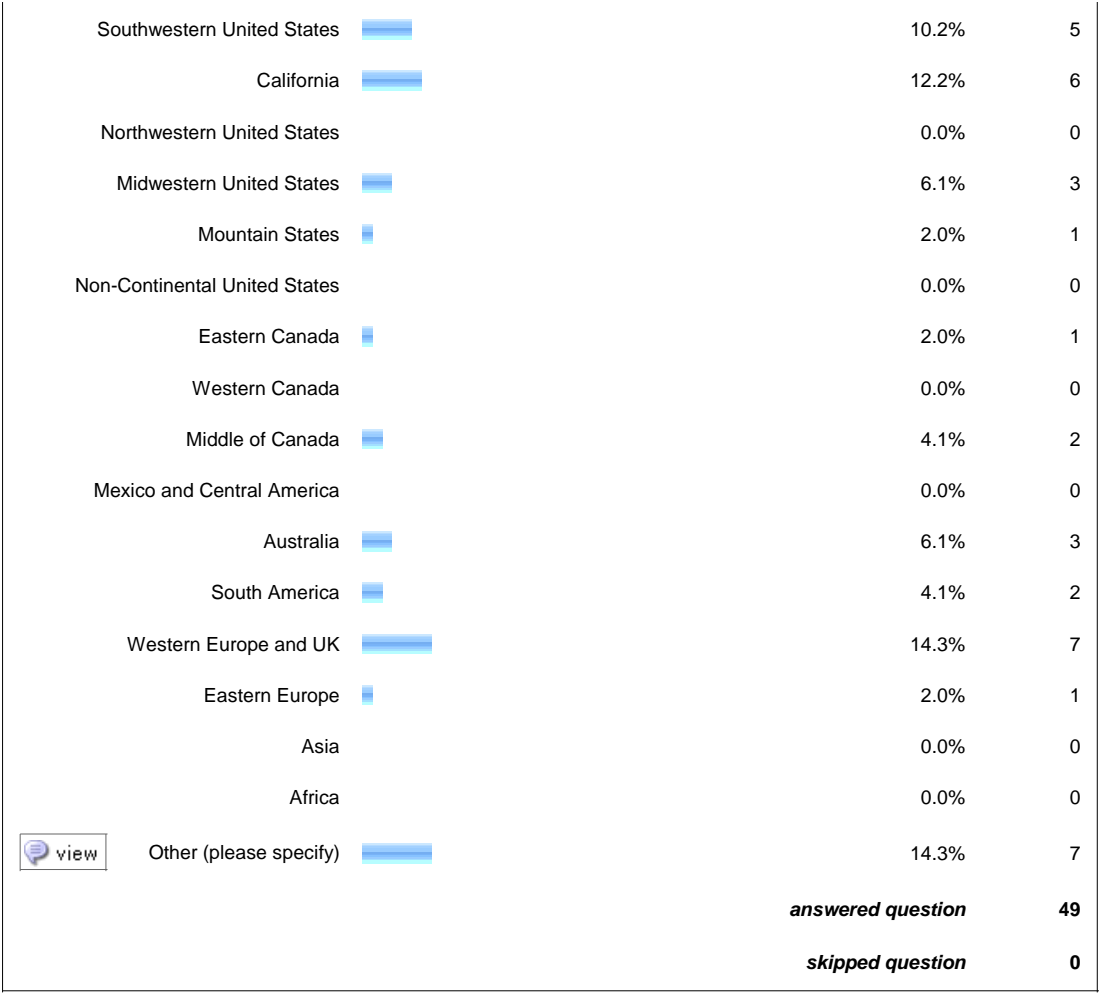 Southwestern United States 10.2% 5
California 12.2% 6
Northwestern United States 0.0% 0
Midwestern United States 6.1% 3
Mountain States 2.0% 1
Non-Continental United States 0.0% 0
Eastern Canada 2.0% 1
Western Canada 0.0% 0
Middle of Canada 4.1% 2
Mexico and Central America 0.0% 0
Australia 6.1% 3
South America 4.1% 2
Western Europe and UK 14.3% 7
Eastern Europe 2.0% 1
Asia 0.0% 0
Africa 0.0% 0
view Other (please specify) 14.3% 7
answered question 49
skipped question 0